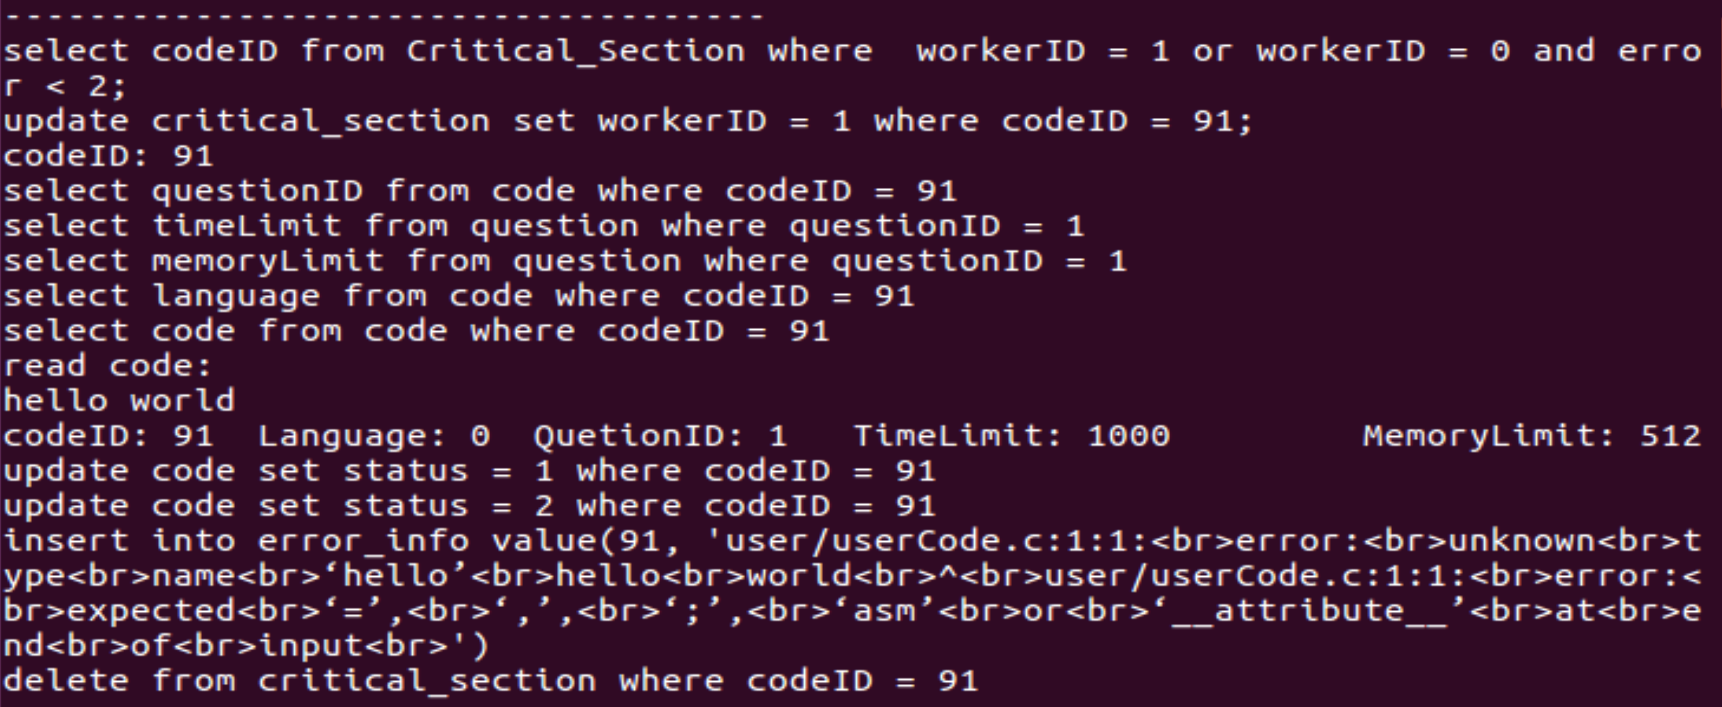 ------------------------------------
select codeID from Critical_Section where  workerID = 1 or workerID = 0 and erro
r < 2;
update critical_section set workerID = 1 where codeID = 91;
codeID: 91
select questionID from code where codeID = 91
select timeLimit from question where questionID = 1
select memoryLimit from question where questionID = 1
select language from code where codeID = 91
select code from code where codeID = 91
read code:
hello world
codeID: 91  Language: 0  QuetionID: 1   TimeLimit: 1000         MemoryLimit: 512
update code set status = 1 where codeID = 91
update code set status = 2 where codeID = 91
insert into error_info value(91, 'user/userCode.c:1:1:<br>error:<br>unknown<br>t
ype<br>name<br>‘hello’<br>hello<br>world<br>^<br>user/userCode.c:1:1:<br>error:<
br>expected<br>‘=’,<br>‘,’,<br>‘;’,<br>‘asm’<br>or<br>‘__attribute__’<br>at<br>e
nd<br>of<br>input<br>')
delete from critical_section where codeID = 91